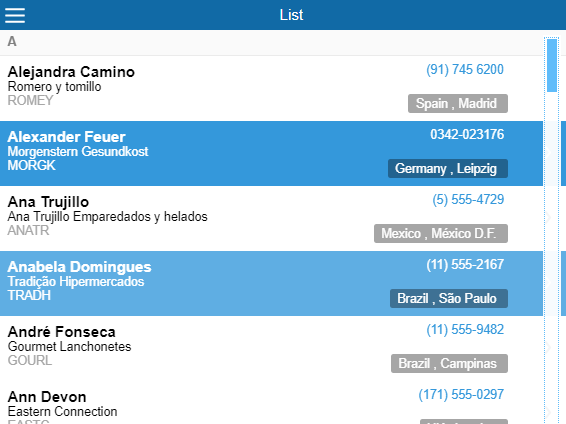 List
A
Alejandra Camino
(91) 745 6200
Romero y tomillo
ROMEY
Spain , Madrid
Alexander Feuer
0342-023176
Morgenstern Gesundkost
MORGK
Germany , Leipzig
Ana Trujillo
(5) 555-4729
Ana Trujillo Emparedados y helados
ANATR
Mexico , México D.F.
Anabela Domingues
(11) 555-2167
Tradição Hipermercados
TRADH
Brazil , São Paulo
André Fonseca
(11) 555-9482
Gourmet Lanchonetes
GOURL
Brazil , Campinas
Ann Devon
(171) 555-0297
Eastern Connection